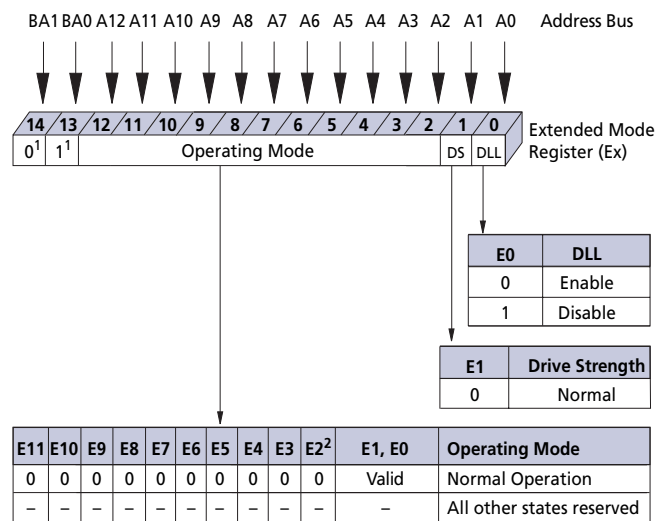 BA1 BA0 A12 A11 A10 A9 A8 A7 A6 A5 A4 A3 A2 A1 A0 Address Bus
14 13 12 11 10 9 8 7 6 5 4 3 2 1 0
Extended Mode
Register (Ex)
0¹ 1¹ Operating Mode DS DLL
E0 DLL
0 Enable
1 Disable
E1 Drive Strength
0 Normal
E11 E10 E9 E8 E7 E6 E5 E4 E3 E2² E1, E0 Operating Mode
0 0 0 0 0 0 0 0 0 0 Valid Normal Operation
– – – – – – – – – – – All other states reserved